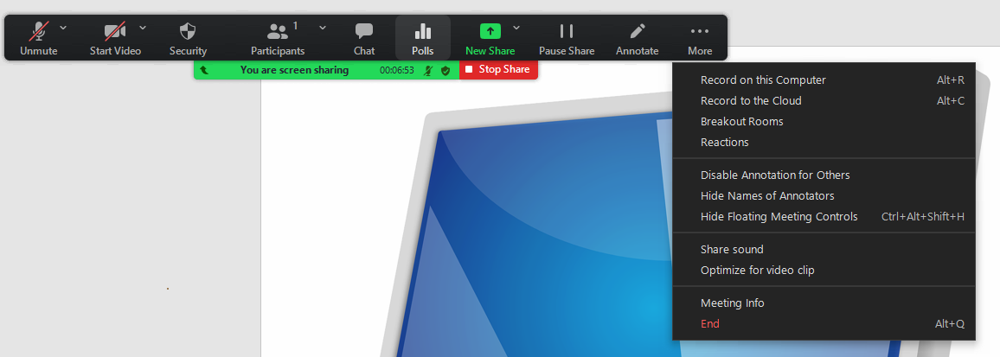 1
Unmute Start Video Security Participants Chat Polls New Share Pause Share Annotate More
You are screen sharing 00:06:53 Stop Share
Record on this Computer Alt+R
Record to the Cloud Alt+C
Breakout Rooms
Reactions
Disable Annotation for Others
Hide Names of Annotators
Hide Floating Meeting Controls Ctrl+Alt+Shift+H
Share sound
Optimize for video clip
Meeting Info
End Alt+Q